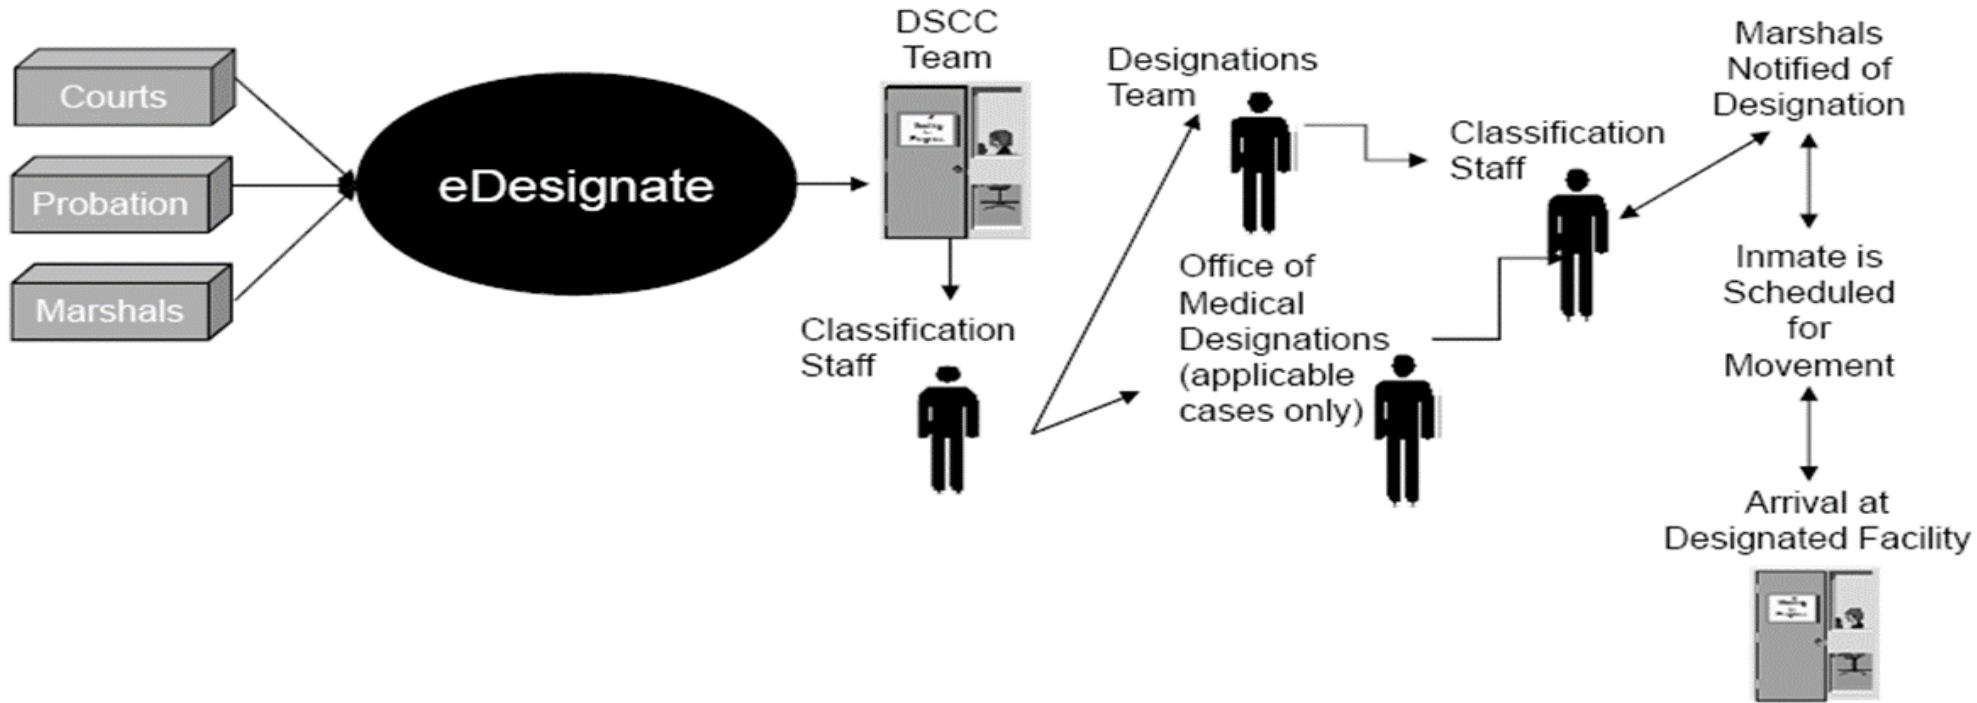 Courts
Probation
Marshals
eDesignate
DSCC
Team
Classification
Staff
Designations
Team
Office of
Medical
Designations
(applicable
cases only)
Classification
Staff
Marshals
Notified of
Designation
Inmate is
Scheduled
for
Movement
Arrival at
Designated Facility